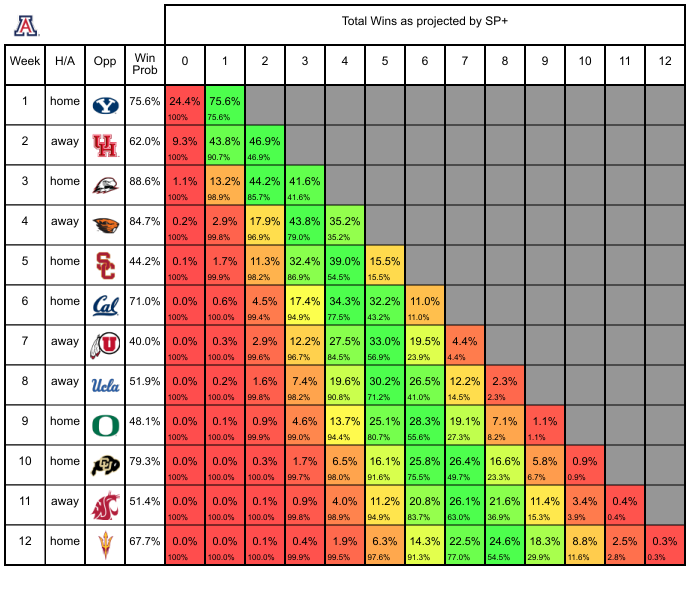 A
Total Wins as projected by SP+
Week H/A Opp Win Prob 0 1 2 3 4 5 6 7 8 9 10 11 12
1 home Y 75.6% 24.4% 75.6%
100% 75.6%
2 away UH 62.0% 9.3% 43.8% 46.9%
100% 90.7% 46.9%
3 home 88.6% 1.1% 13.2% 44.2% 41.6%
100% 98.9% 85.7% 41.6%
4 away 84.7% 0.2% 2.9% 17.9% 43.8% 35.2%
100% 99.8% 96.9% 79.0% 35.2%
5 home SC 44.2% 0.1% 1.7% 11.3% 32.4% 39.0% 15.5%
100% 99.9% 98.2% 86.9% 54.5% 15.5%
6 home Cal 71.0% 0.0% 0.6% 4.5% 17.4% 34.3% 32.2% 11.0%
100% 100.0% 99.4% 94.9% 77.5% 43.2% 11.0%
7 away U 40.0% 0.0% 0.3% 2.9% 12.2% 27.5% 33.0% 19.5% 4.4%
100% 100.0% 99.6% 96.7% 84.5% 56.9% 23.9% 4.4%
8 away Ucla 51.9% 0.0% 0.2% 1.6% 7.4% 19.6% 30.2% 26.5% 12.2% 2.3%
100% 100.0% 99.8% 98.2% 90.8% 71.2% 41.0% 14.5% 2.3%
9 home O 48.1% 0.0% 0.1% 0.9% 4.6% 13.7% 25.1% 28.3% 19.1% 7.1% 1.1%
100% 100.0% 99.9% 99.0% 94.4% 80.7% 55.6% 27.3% 8.2% 1.1%
10 home CU 79.3% 0.0% 0.0% 0.3% 1.7% 6.5% 16.1% 25.8% 26.4% 16.6% 5.8% 0.9%
100% 100.0% 100.0% 99.7% 98.0% 91.6% 75.5% 49.7% 23.3% 6.7% 0.9%
11 away 51.4% 0.0% 0.0% 0.1% 0.9% 4.0% 11.2% 20.8% 26.1% 21.6% 11.4% 3.4% 0.4%
100% 100.0% 100.0% 99.8% 98.9% 94.9% 83.7% 63.0% 36.9% 15.3% 3.9% 0.4%
12 home 67.7% 0.0% 0.0% 0.1% 0.4% 1.9% 6.3% 14.3% 22.5% 24.6% 18.3% 8.8% 2.5% 0.3%
100% 100.0% 100.0% 99.9% 99.5% 97.6% 91.3% 77.0% 54.5% 29.9% 11.6% 2.8% 0.3%